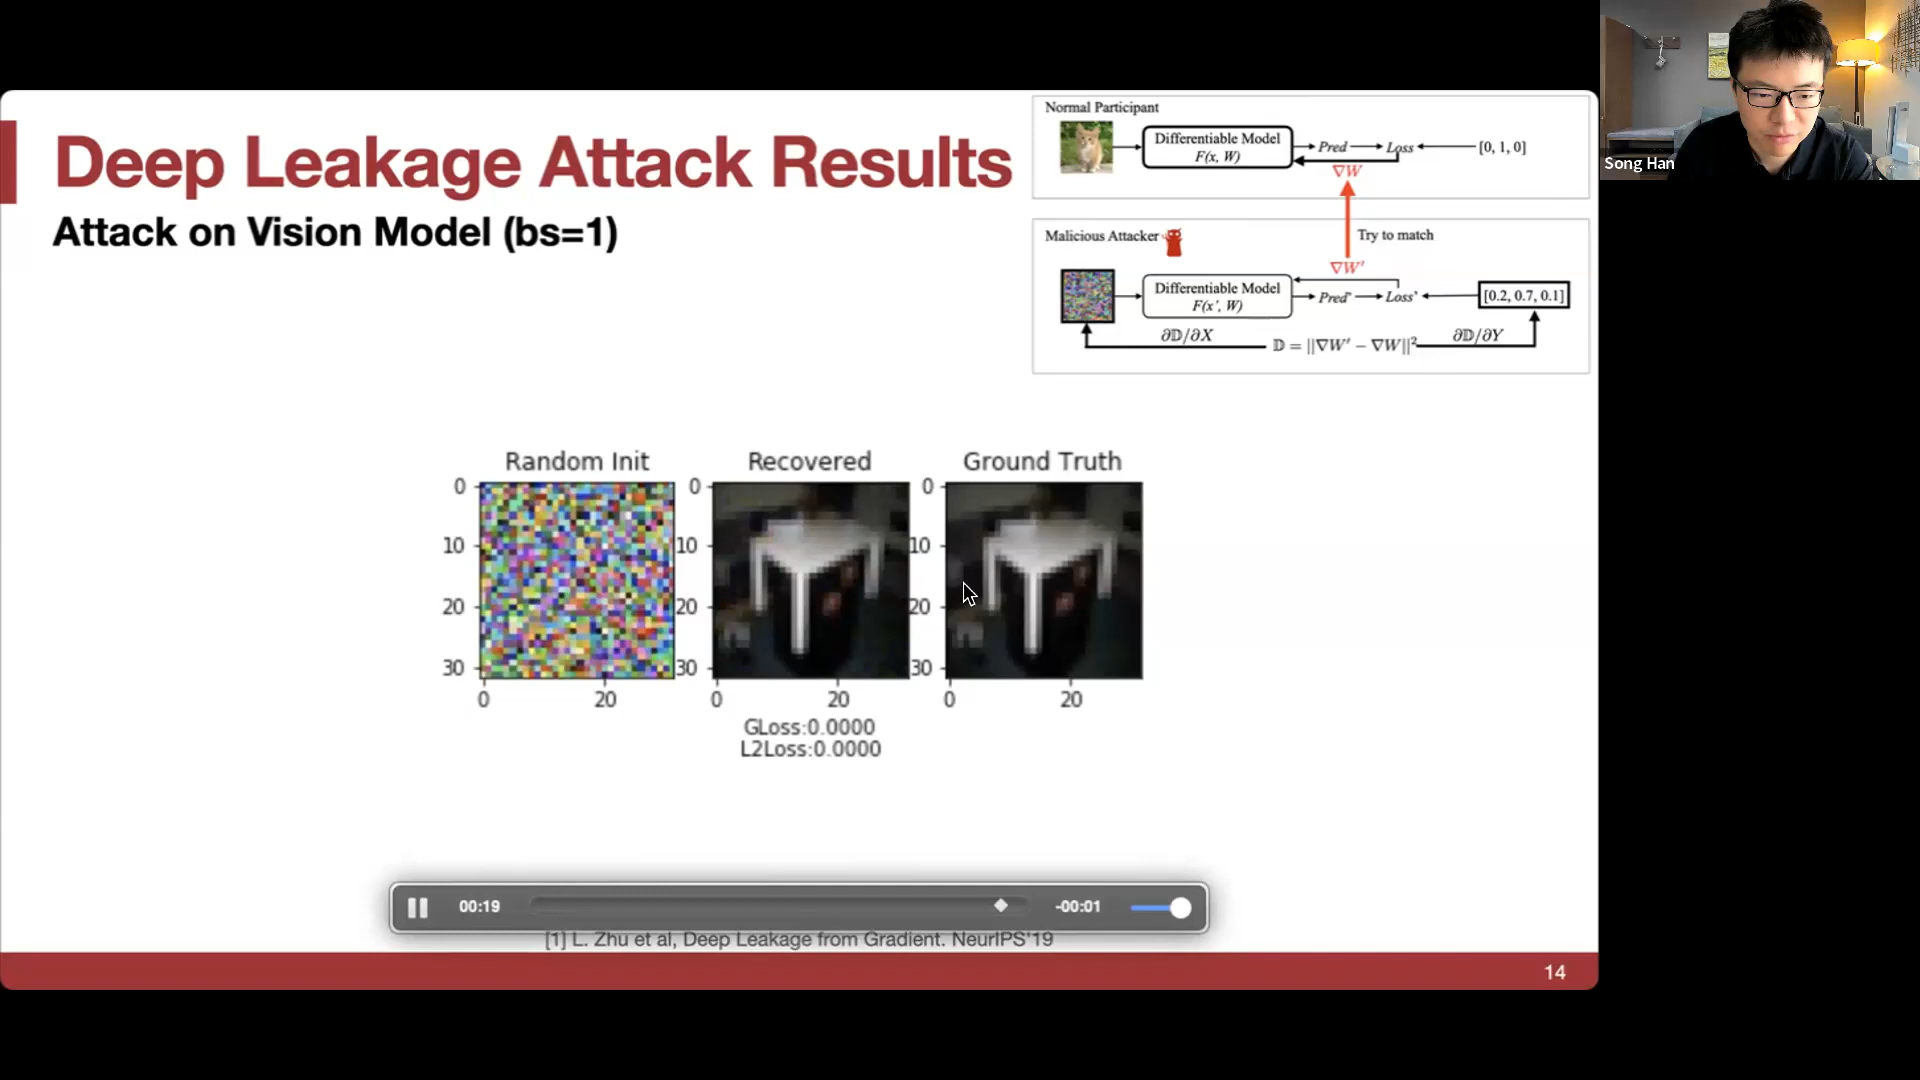 Deep Leakage Attack Results
Attack on Vision Model (bs=1)
Normal Participant
Differentiable Model
F(x, W)
Pred
Loss
[0, 1, 0]
∇W
Malicious Attacker
Try to match
∇W'
Differentiable Model
F(x', W)
Pred'
Loss'
[0.2, 0.7, 0.1]
∂𝔻/∂X
𝔻 = ||∇W' − ∇W||²
∂𝔻/∂Y
Song Han
Random Init
0
10
20
30
0
20
Recovered
0
10
20
30
0
20
GLoss:0.0000
L2Loss:0.0000
Ground Truth
0
10
20
30
0
20
00:19
-00:01
[1] L. Zhu et al, Deep Leakage from Gradient. NeurIPS'19
14